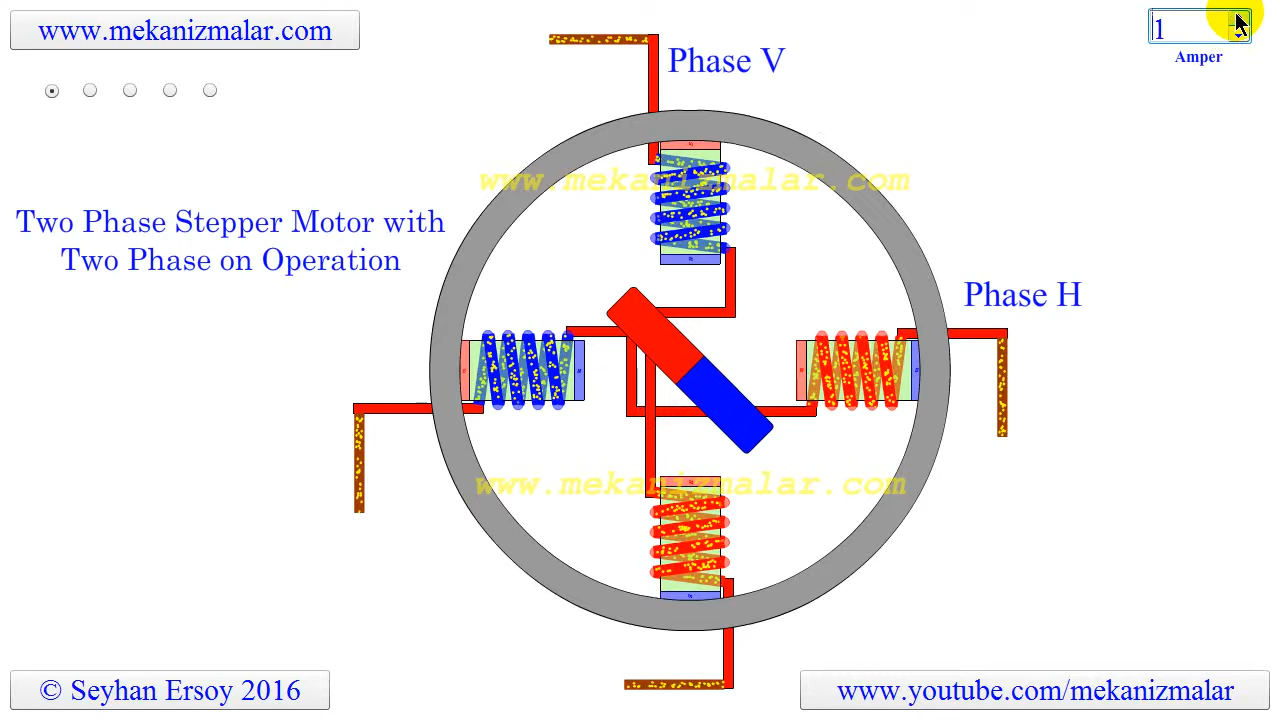 www.mekanizmalar.com
1
Amper
Phase V
www.mekanizmalar.com
Two Phase Stepper Motor with
Two Phase on Operation
Phase H
www.mekanizmalar.com
© Seyhan Ersoy 2016
www.youtube.com/mekanizmalar